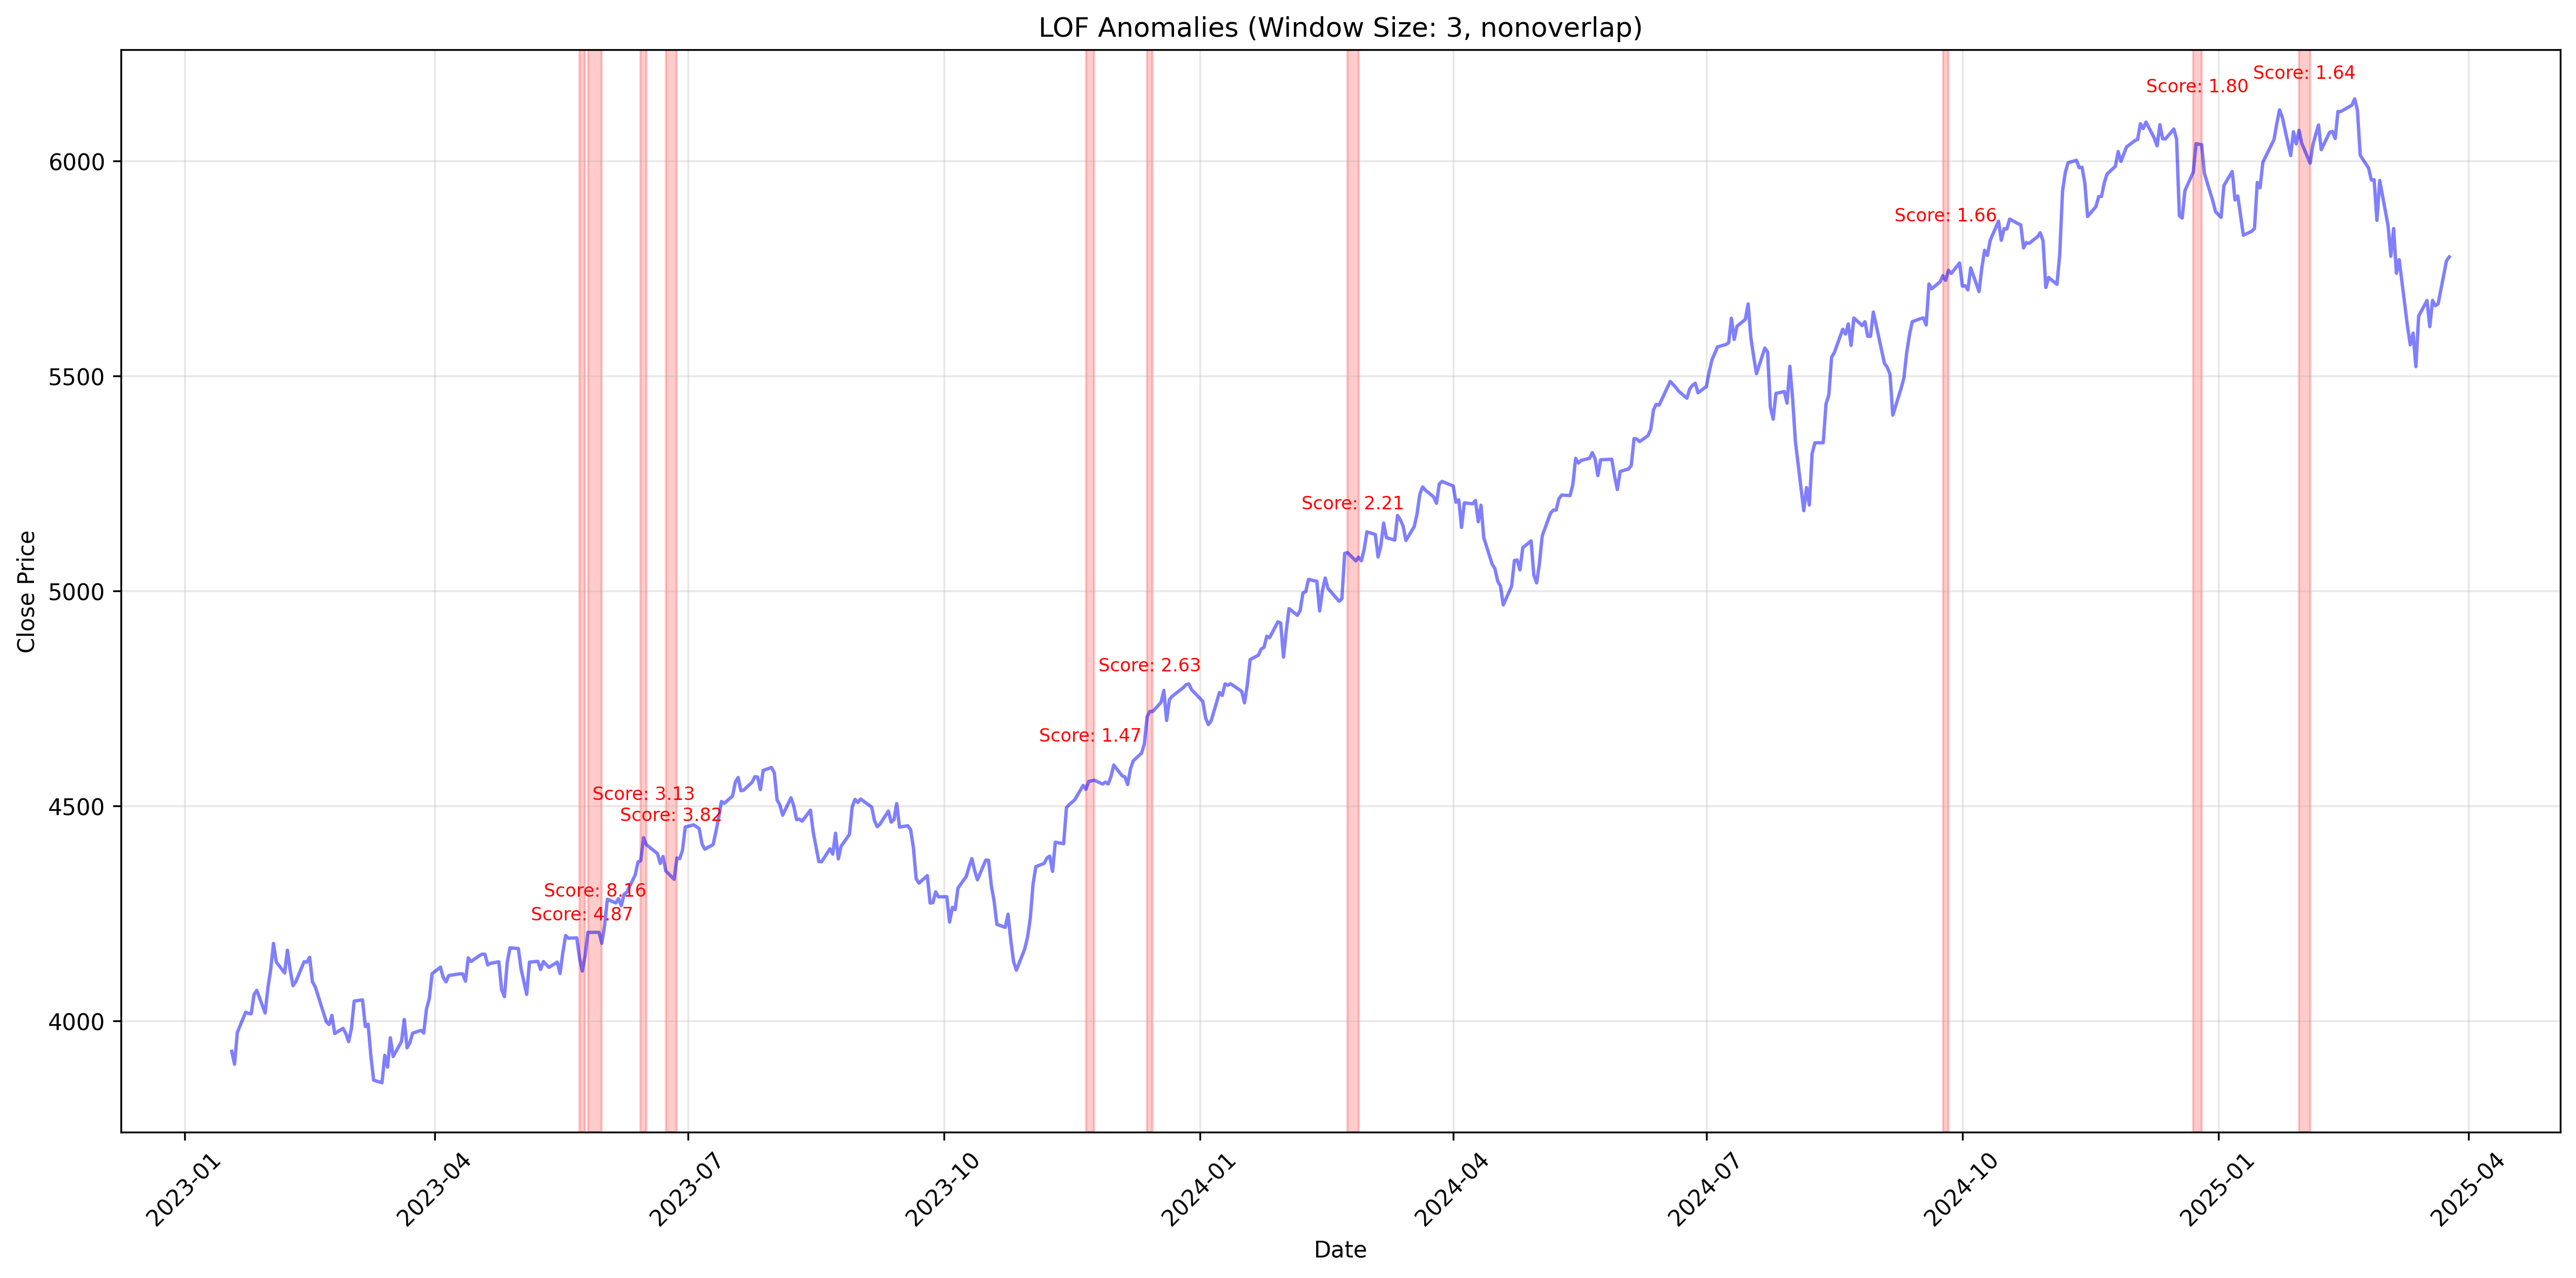 LOF Anomalies (Window Size: 3, nonoverlap)
Score: 1.64
Score: 1.80
Score: 1.66
Score: 2.21
Score: 2.63
Score: 1.47
Score: 3.13
Score: 3.82
Score: 8.16
Score: 4.87
Close Price
6000
5500
5000
4500
4000
2023-01
2023-04
2023-07
2023-10
2024-01
2024-04
2024-07
2024-10
2025-01
2025-04
Date